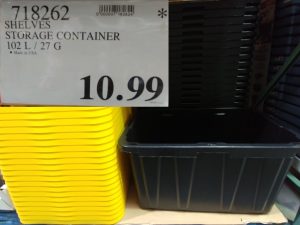 718262
SHELVES
STORAGE CONTAINER
102 L / 27 G
*
10.99